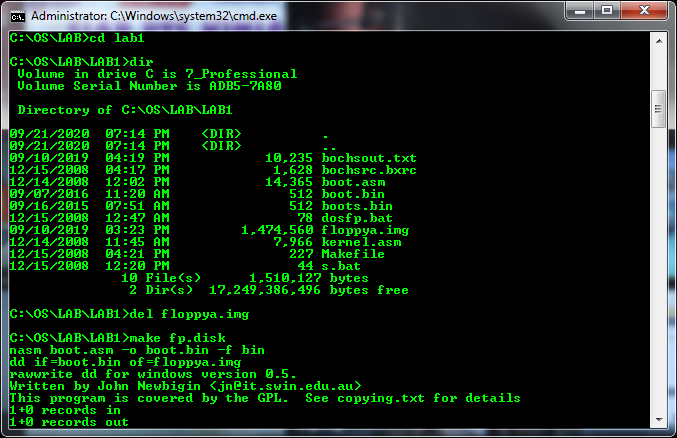 Administrator: C:\Windows\system32\cmd.exe
C:\OS\LAB>cd lab1
C:\OS\LAB\LAB1>dir
Volume in drive C is 7_Professional
Volume Serial Number is ADB5-7A80
Directory of C:\OS\LAB\LAB1
09/21/2020  07:14 PM    <DIR>          .
09/21/2020  07:14 PM    <DIR>          ..
09/10/2019  04:19 PM            10,235 bochsout.txt
12/15/2008  04:17 PM             1,628 bochsrc.bxrc
12/14/2008  12:02 PM            14,365 boot.asm
09/07/2016  11:20 AM               512 boot.bin
09/16/2015  07:51 AM               512 boots.bin
12/15/2008  12:47 AM                78 dosfp.bat
09/10/2019  03:23 PM         1,474,560 floppya.img
12/14/2008  11:45 AM             7,966 kernel.asm
12/15/2008  04:21 PM               227 Makefile
12/15/2008  12:20 PM                44 s.bat
10 File(s)      1,510,127 bytes
2 Dir(s)  17,249,386,496 bytes free
C:\OS\LAB\LAB1>del floppya.img
C:\OS\LAB\LAB1>make fp.disk
nasm boot.asm -o boot.bin -f bin
dd if=boot.bin of=floppya.img
rawwrite dd for windows version 0.5.
Written by John Newbigin <jn@it.swin.edu.au>
This program is covered by the GPL.  See copying.txt for details
1+0 records in
1+0 records out